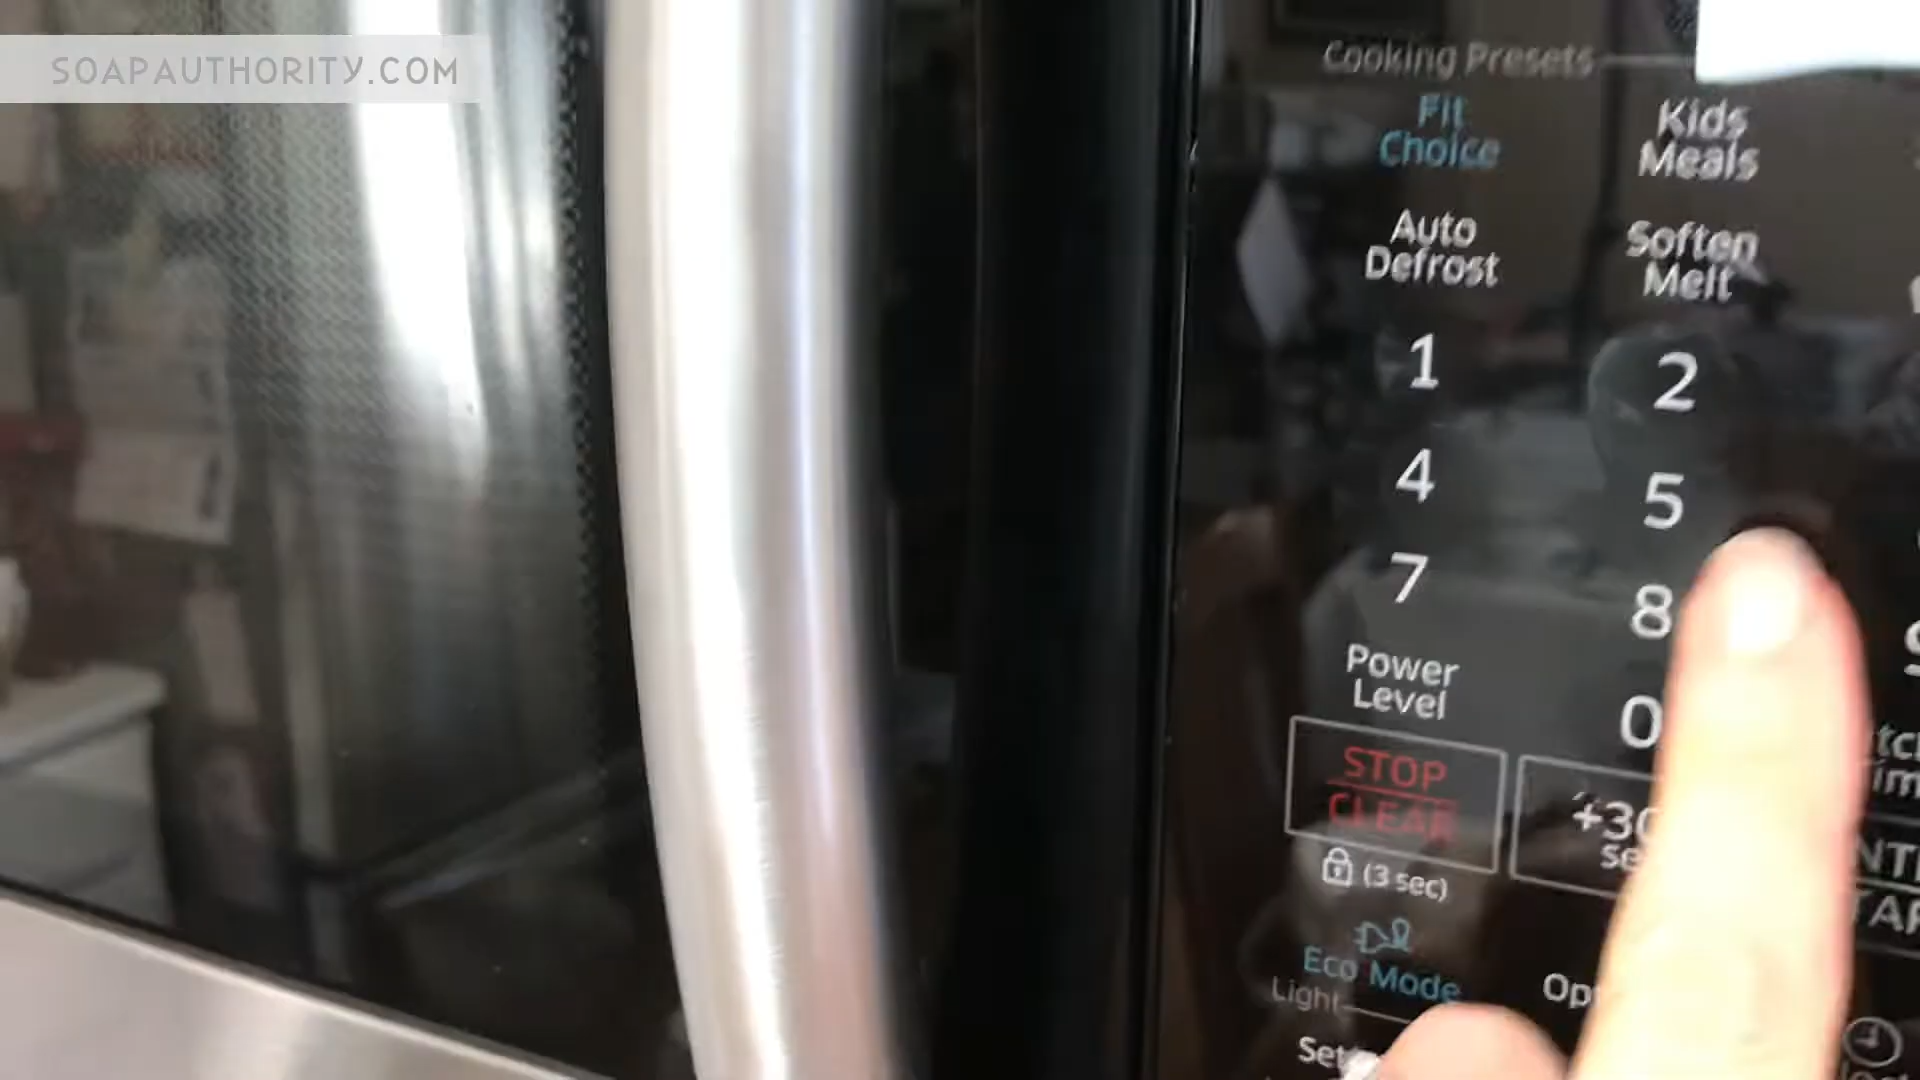 SOAPAUTHORITY.COM
Cooking Presets
Fit
Choice
Kids
Meals
Auto
Defrost
Soften
Melt
1 2
4 5
7 8
Power
Level
0
STOP
CLEAR
(3 sec)
Eco Mode
Light